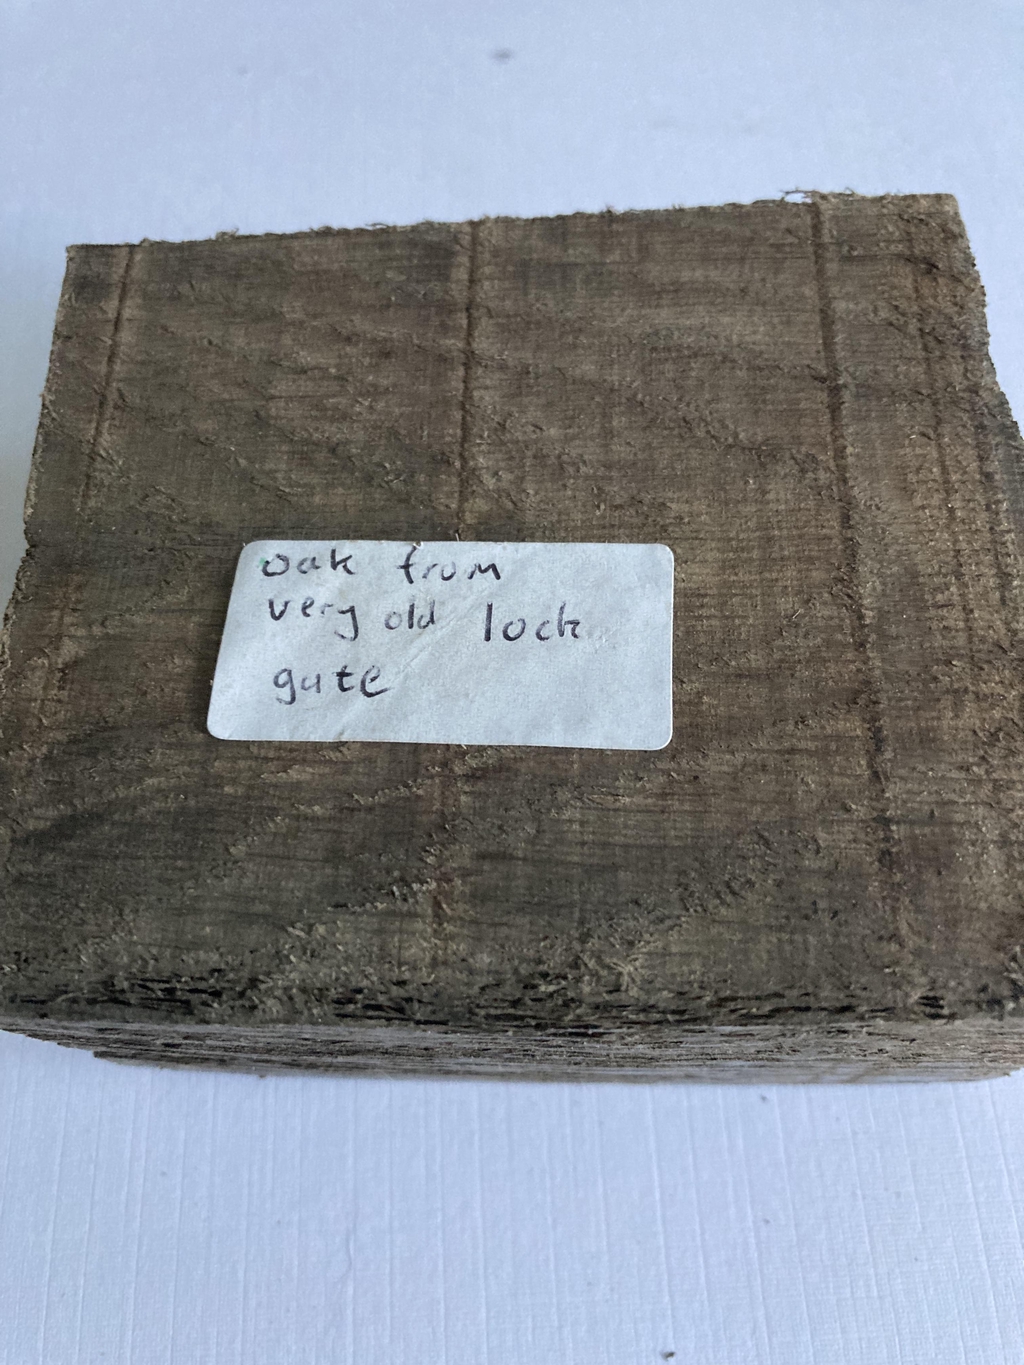 oak from
very old lock
gate